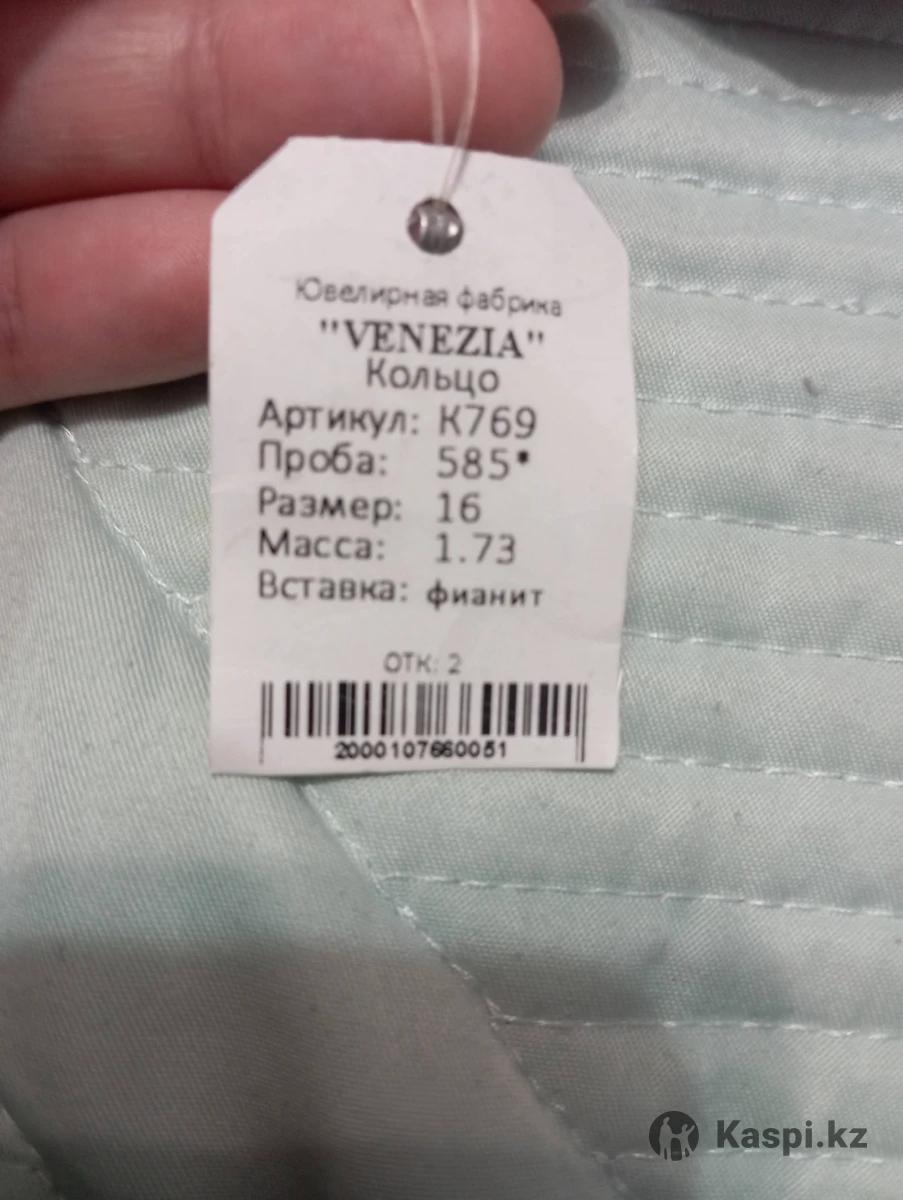 Ювелирная фабрика
"VENEZIA"
Кольцо
Артикул: К769
Проба: 585*
Размер: 16
Масса: 1.73
Вставка: фианит
ОТК: 2
2000107660051
Kaspi.kz